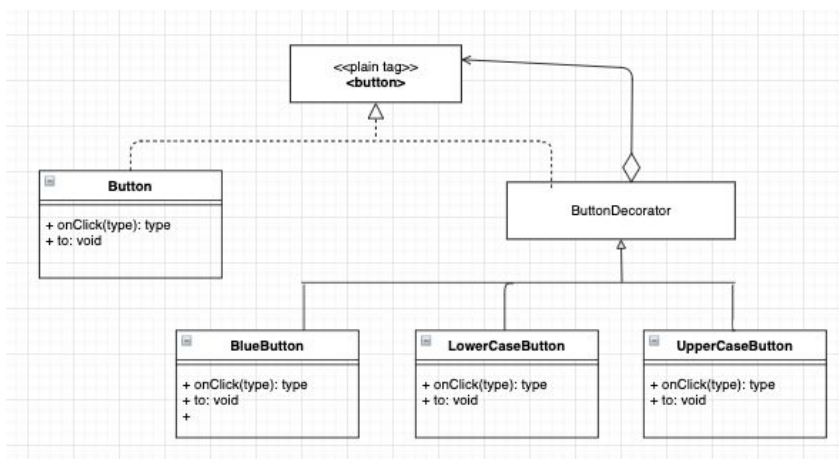 <<plain tag>>
<button>
Button
+ onClick(type): type
+ to: void
ButtonDecorator
BlueButton
+ onClick(type): type
+ to: void
+
LowerCaseButton
+ onClick(type): type
+ to: void
UpperCaseButton
+ onClick(type): type
+ to: void